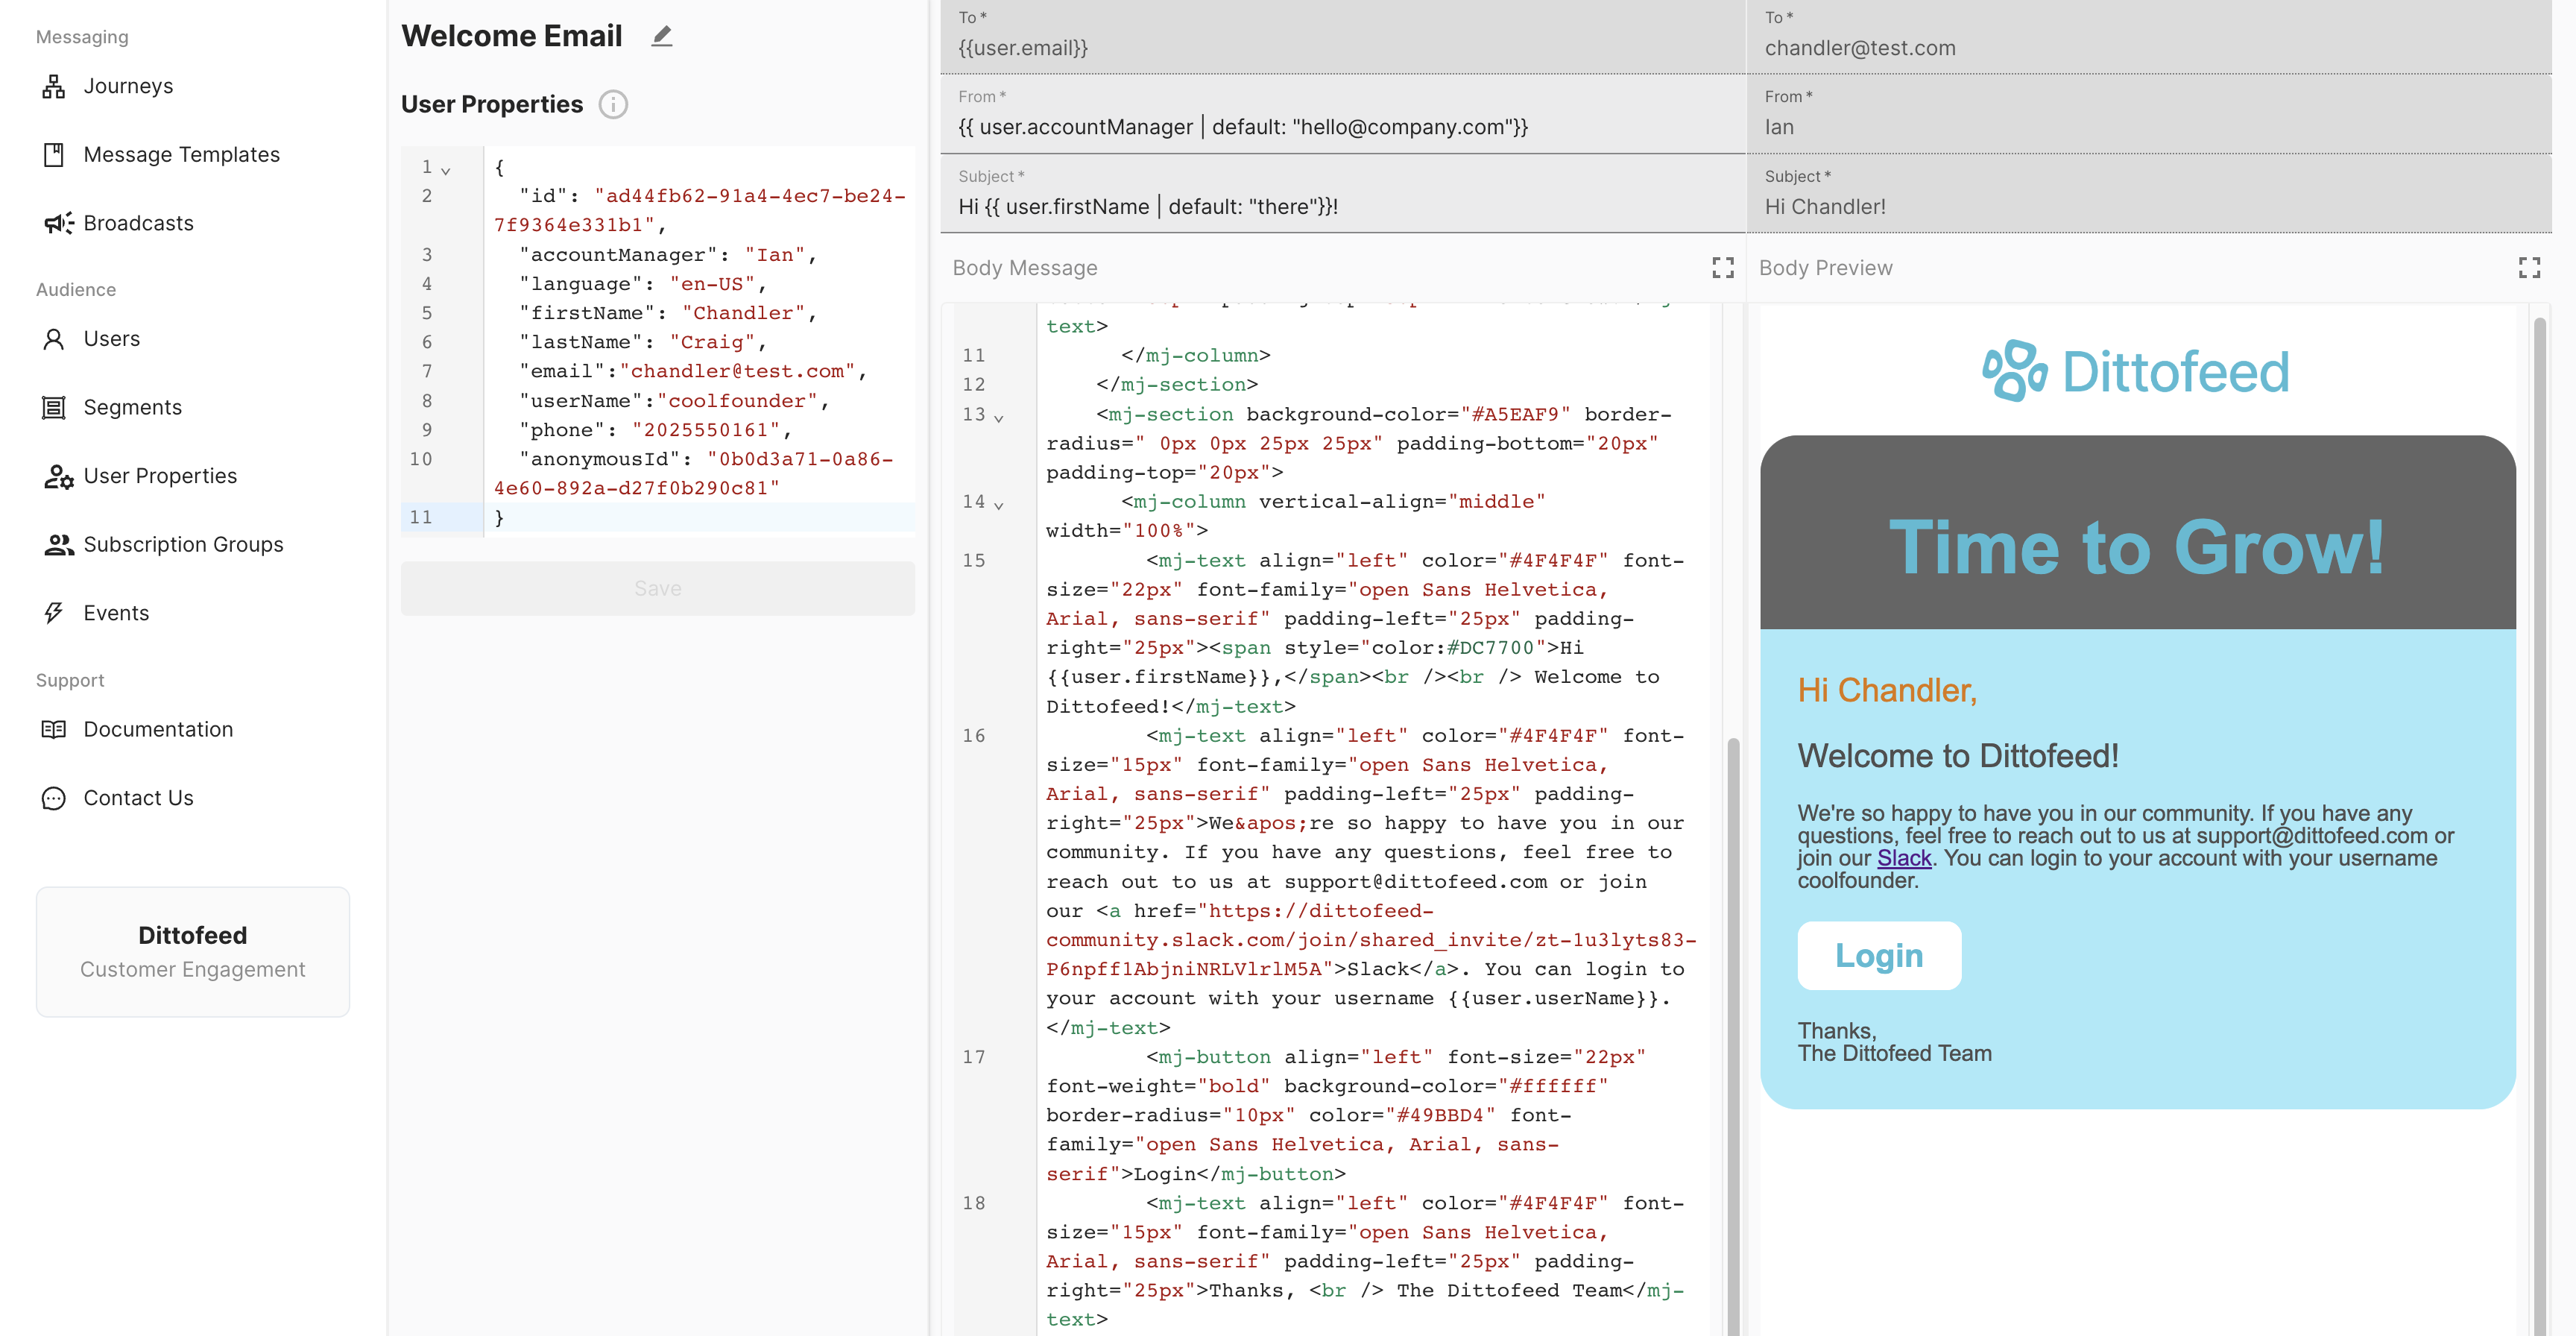 Messaging
Journeys
Message Templates
Broadcasts
Audience
Users
Segments
User Properties
Subscription Groups
Events
Support
Documentation
Contact Us
Dittofeed
Customer Engagement
Welcome Email
User Properties
1 {
2 "id": "ad44fb62-91a4-4ec7-be24-
7f9364e331b1",
3 "accountManager": "Ian",
4 "language": "en-US",
5 "firstName": "Chandler",
6 "lastName": "Craig",
7 "email":"chandler@test.com",
8 "userName":"coolfounder",
9 "phone": "2025550161",
10 "anonymousId": "0b0d3a71-0a86-
4e60-892a-d27f0b290c81"
11 }
Save
To *
{{user.email}}
From *
{{ user.accountManager | default: "hello@company.com"}}
Subject *
Hi {{ user.firstName | default: "there"}}!
Body Message
text>
11 </mj-column>
12 </mj-section>
13 <mj-section background-color="#A5EAF9" border-
radius=" 0px 0px 25px 25px" padding-bottom="20px"
padding-top="20px">
14 <mj-column vertical-align="middle"
width="100%">
15 <mj-text align="left" color="#4F4F4F" font-
size="22px" font-family="open Sans Helvetica,
Arial, sans-serif" padding-left="25px" padding-
right="25px"><span style="color:#DC7700">Hi
{{user.firstName}},</span><br /><br /> Welcome to
Dittofeed!</mj-text>
16 <mj-text align="left" color="#4F4F4F" font-
size="15px" font-family="open Sans Helvetica,
Arial, sans-serif" padding-left="25px" padding-
right="25px">We&apos;re so happy to have you in our
community. If you have any questions, feel free to
reach out to us at support@dittofeed.com or join
our <a href="https://dittofeed-
community.slack.com/join/shared_invite/zt-1u3lyts83-
P6npff1AbjniNRLVlrlM5A">Slack</a>. You can login to
your account with your username {{user.userName}}.
</mj-text>
17 <mj-button align="left" font-size="22px"
font-weight="bold" background-color="#ffffff"
border-radius="10px" color="#49BBD4" font-
family="open Sans Helvetica, Arial, sans-
serif">Login</mj-button>
18 <mj-text align="left" color="#4F4F4F" font-
size="15px" font-family="open Sans Helvetica,
Arial, sans-serif" padding-left="25px" padding-
right="25px">Thanks, <br /> The Dittofeed Team</mj-
text>
To *
chandler@test.com
From *
Ian
Subject *
Hi Chandler!
Body Preview
Dittofeed
Time to Grow!
Hi Chandler,
Welcome to Dittofeed!
We're so happy to have you in our community. If you have any
questions, feel free to reach out to us at support@dittofeed.com or
join our Slack. You can login to your account with your username
coolfounder.
Login
Thanks,
The Dittofeed Team